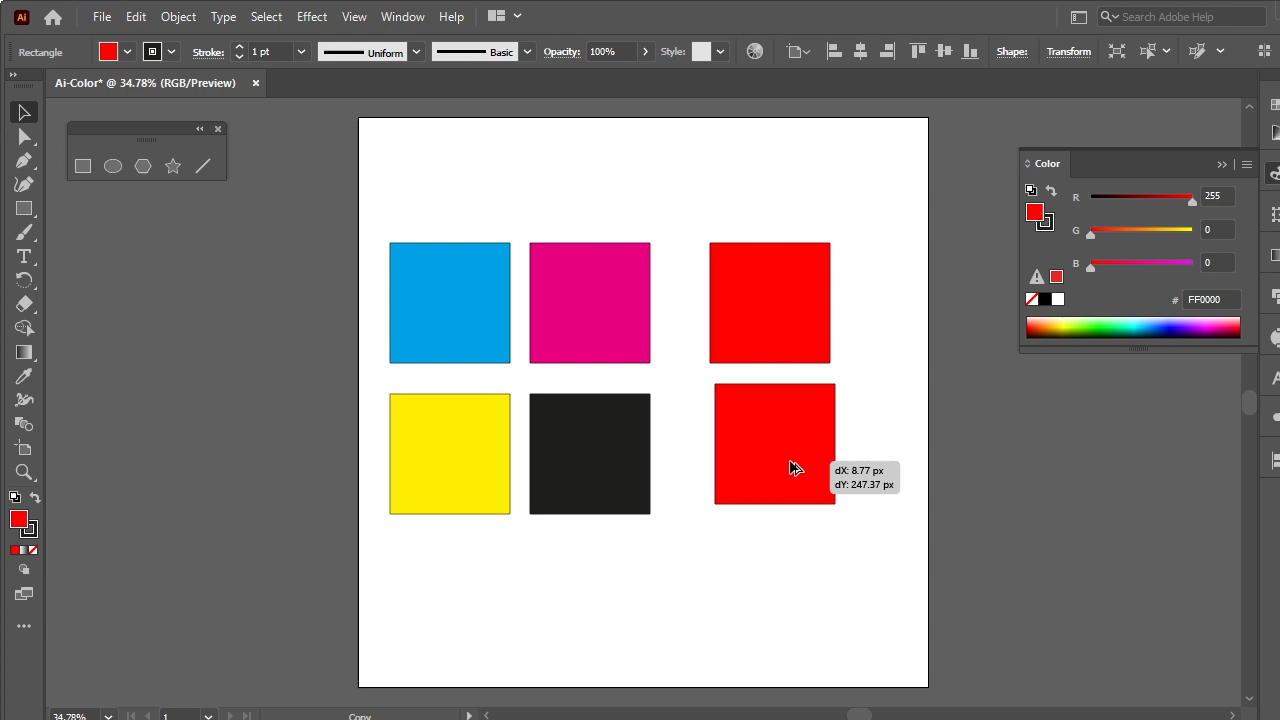 Ai File Edit Object Type Select Effect View Window Help Search Adobe Help
Rectangle Stroke: 1 pt Uniform Basic Opacity: 100% Style: Shape: Transform
Ai-Color* @ 34.78% (RGB/Preview)
Color
R 255
G 0
B 0
# FF0000
T
dX: 8.77 px
dY: 247.37 px
34.78% 1 Copy